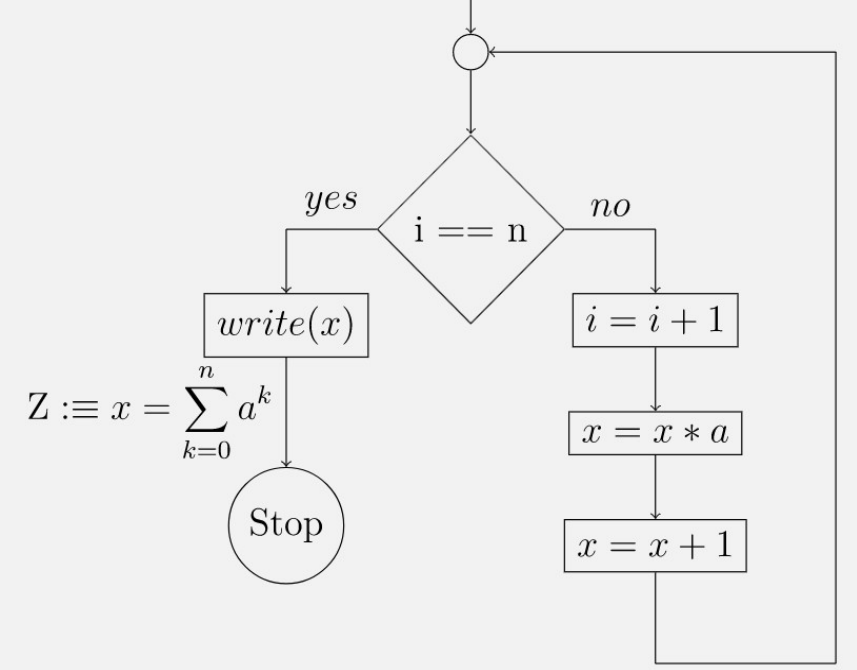 yes
no
i == n
write(x)
i = i + 1
Z :≡ x = ∑_{k=0}^{n} a^k
x = x * a
Stop
x = x + 1